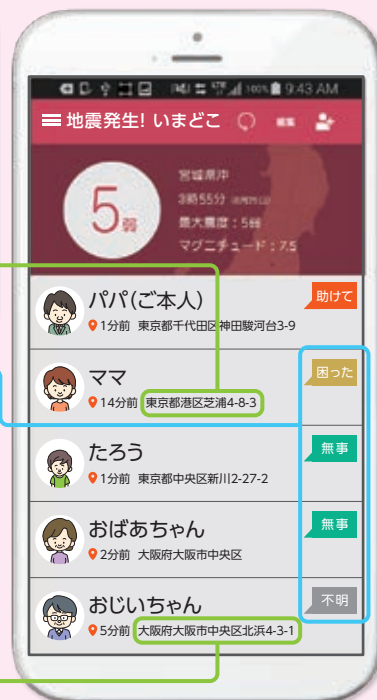 100% 9:43 AM
地震発生! いまどこ 編集
5弱
宮城県沖
3時55分
最大震度：5弱
マグニチュード：7.5
パパ（ご本人） 助けて
1分前 東京都千代田区神田駿河台3-9
ママ 困った
14分前 東京都港区芝浦4-8-3
たろう 無事
1分前 東京都中央区新川2-27-2
おばあちゃん 無事
2分前 大阪府大阪市中央区
おじいちゃん 不明
5分前 大阪府大阪市中央区北浜4-3-1